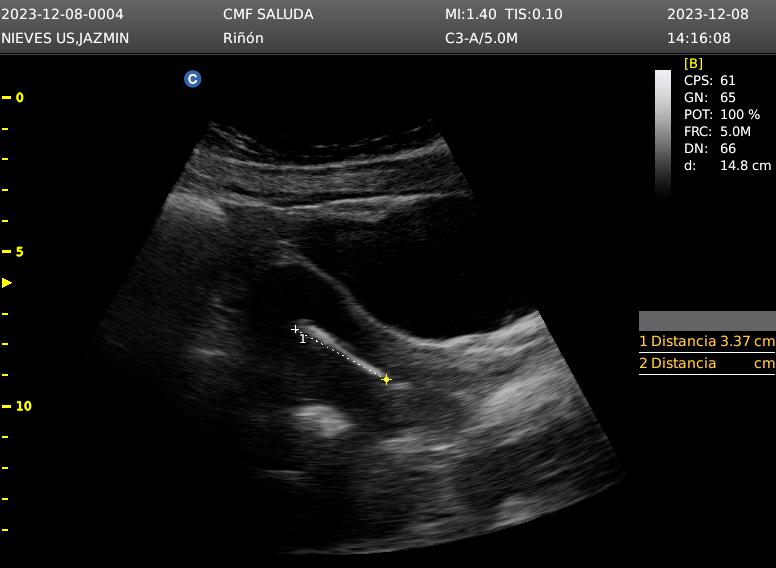 2023-12-08-0004 CMF SALUDA MI:1.40 TIS:0.10 2023-12-08
NIEVES US,JAZMIN Riñón C3-A/5.0M 14:16:08
[B]
C
CPS: 61
GN: 65
POT: 100 %
FRC: 5.0M
DN: 66
d: 14.8 cm
0
5
10
1
1 Distancia 3.37 cm
2 Distancia cm